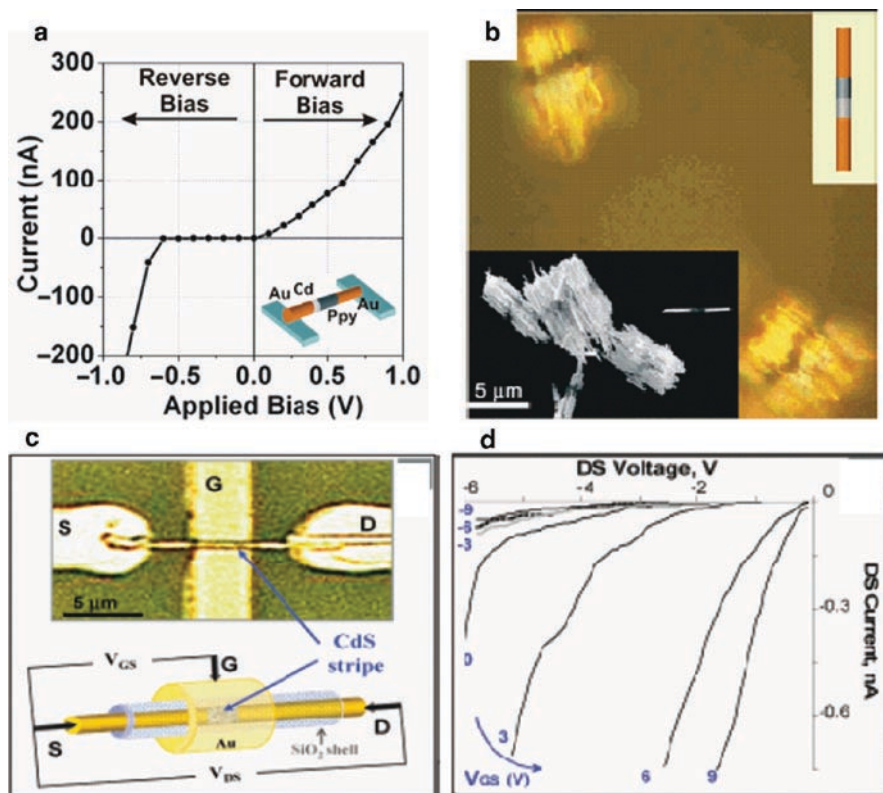 a
300
250
200
150
100
50
0
−50
−100
−150
−200
Current (nA)
Reverse Bias
Forward Bias
Au
Cd
Ppy
Au
−1.0
−0.5
0.0
0.5
1.0
Applied Bias (V)
b
5 μm
c
G
S
D
5 μm
CdS
stripe
VGS
G
S
Au
SiO2 shell
D
VDS
d
DS Voltage, V
-6
-4
-2
0
-9
-6
-3
0
3
6
9
VGS (V)
-0.3
-0.6
DS Current, nA